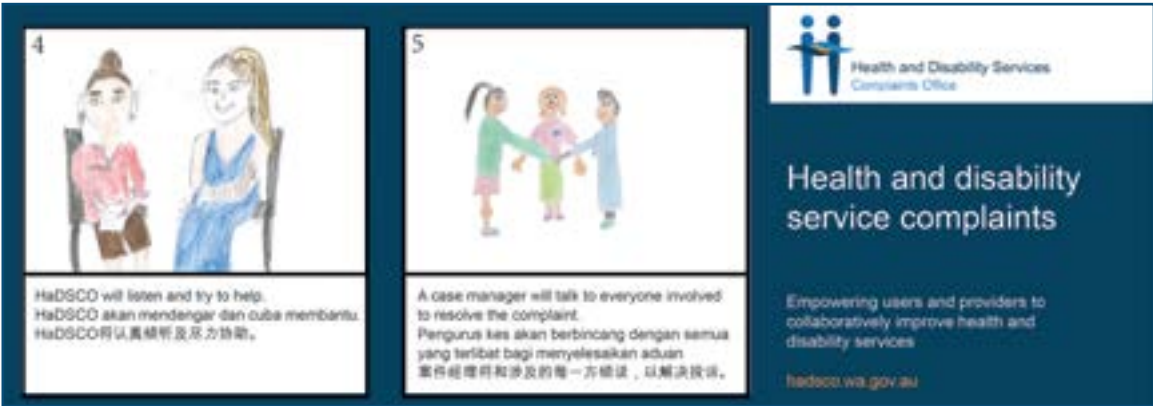 4
HaDSCO will listen and try to help.
HaDSCO akan mendengar dan cuba membantu
HaDSCO将认真倾听及尽力协助。
5
A case manager will talk to everyone involved
to resolve the complaint.
Pengurus kes akan berbincang dengan semua
yang terlibat bagi menyelesaikan aduan
案件经理将和涉及的每一方倾谈，以解决投诉。
Health and Disability Services
Complaints Office
Health and disability
service complaints
Empowering users and providers to
collaboratively improve health and
disability services
hadsco.wa.gov.au